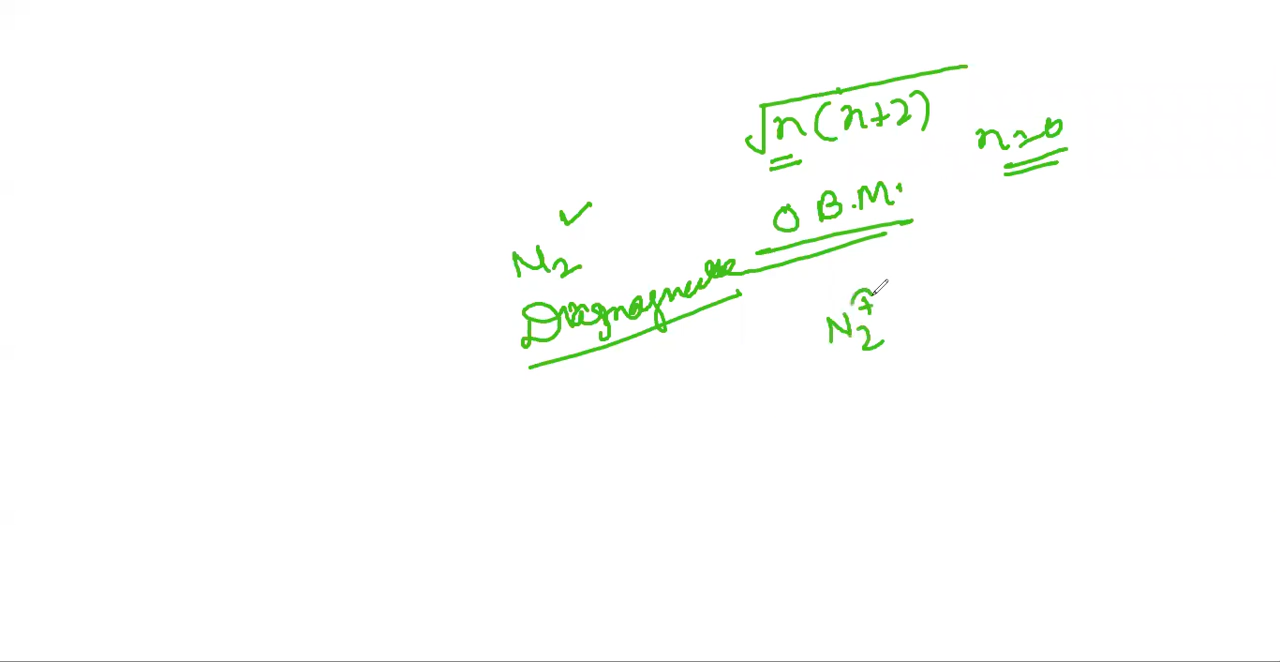 √n(n+2)
n=0
0 B.M.
N2 ✓
Diamagnetic
N2+